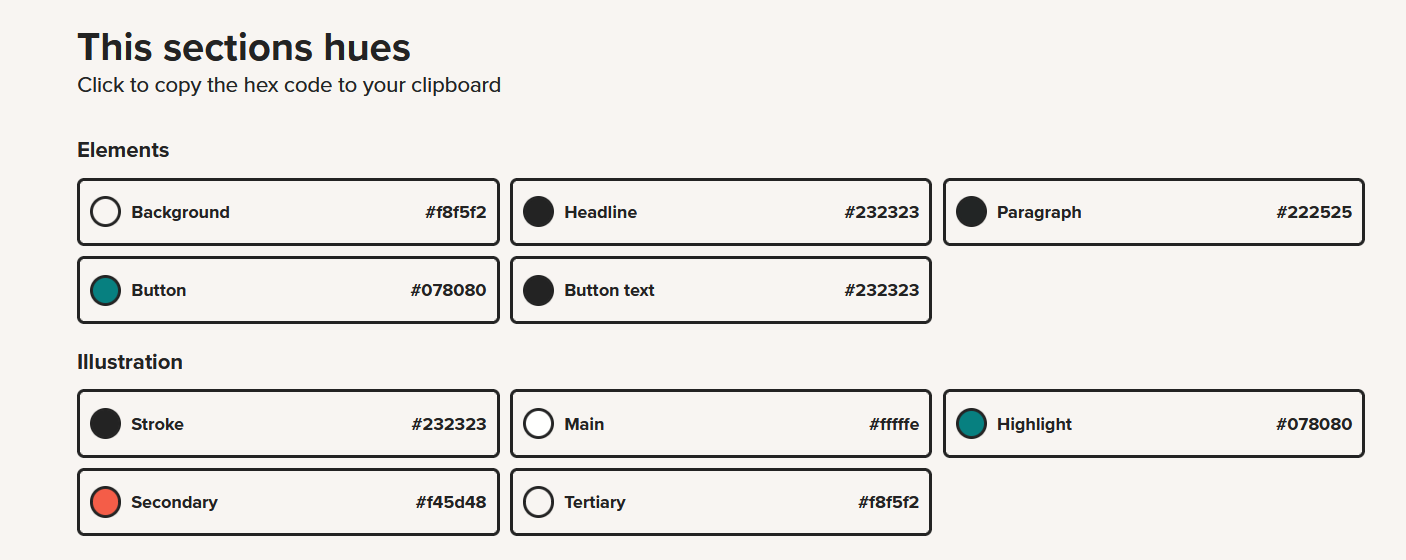 This sections hues
Click to copy the hex code to your clipboard
Elements
Background #f8f5f2
Headline #232323
Paragraph #222525
Button #078080
Button text #232323
Illustration
Stroke #232323
Main #fffffe
Highlight #078080
Secondary #f45d48
Tertiary #f8f5f2